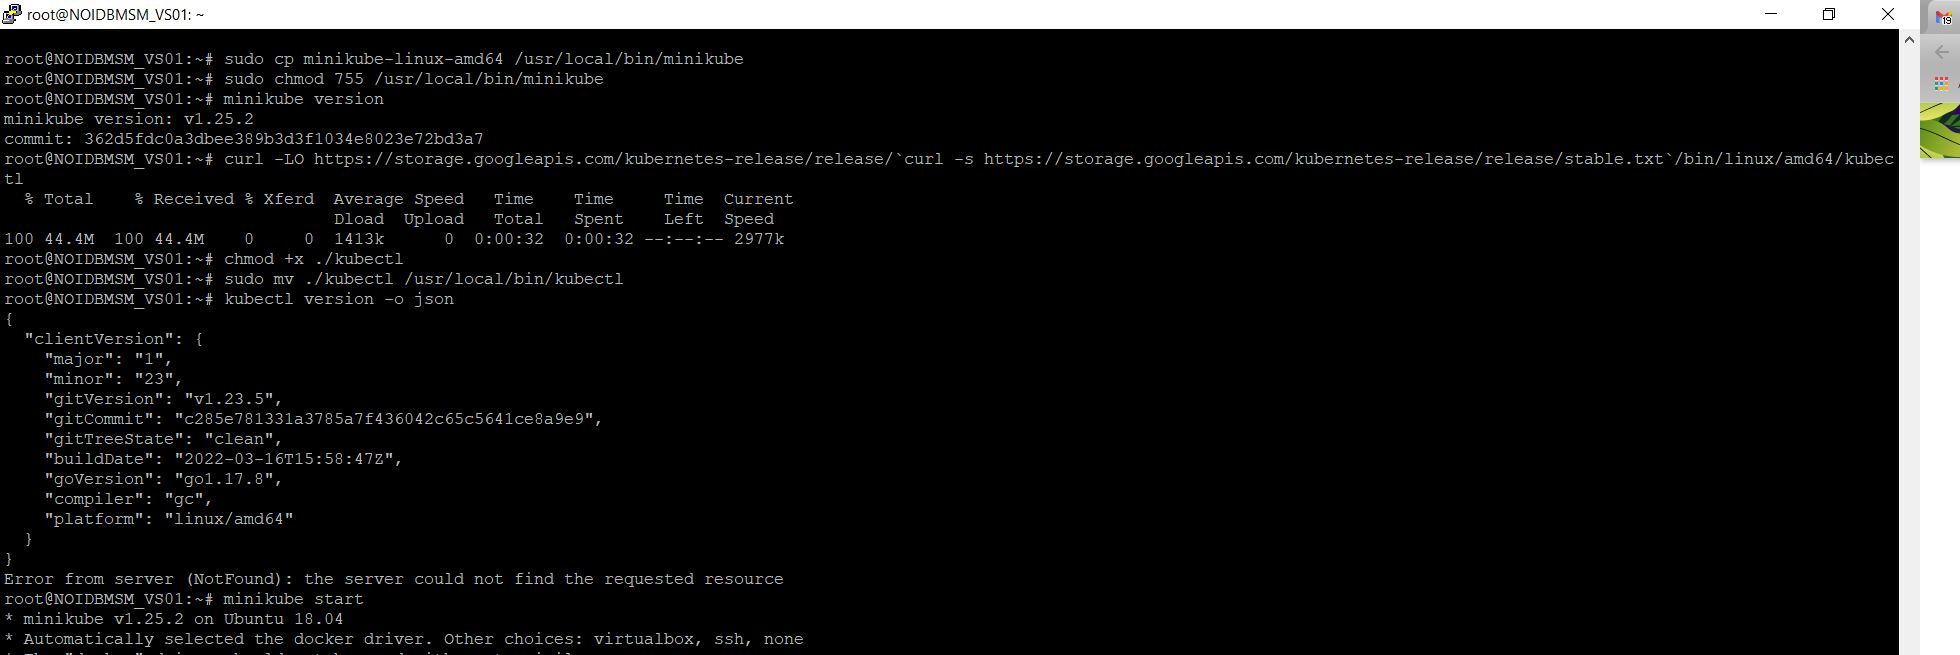 root@NOIDBMSM_VS01: ~
19
root@NOIDBMSM_VS01:~# sudo cp minikube-linux-amd64 /usr/local/bin/minikube
root@NOIDBMSM_VS01:~# sudo chmod 755 /usr/local/bin/minikube
root@NOIDBMSM_VS01:~# minikube version
minikube version: v1.25.2
commit: 362d5fdc0a3dbee389b3d3f1034e8023e72bd3a7
root@NOIDBMSM_VS01:~# curl -LO https://storage.googleapis.com/kubernetes-release/release/`curl -s https://storage.googleapis.com/kubernetes-release/release/stable.txt`/bin/linux/amd64/kubec
tl
% Total % Received % Xferd Average Speed Time Time Time Current
Dload Upload Total Spent Left Speed
100 44.4M 100 44.4M 0 0 1413k 0 0:00:32 0:00:32 --:--:-- 2977k
root@NOIDBMSM_VS01:~# chmod +x ./kubectl
root@NOIDBMSM_VS01:~# sudo mv ./kubectl /usr/local/bin/kubectl
root@NOIDBMSM_VS01:~# kubectl version -o json
{
"clientVersion": {
"major": "1",
"minor": "23",
"gitVersion": "v1.23.5",
"gitCommit": "c285e781331a3785a7f436042c65c5641ce8a9e9",
"gitTreeState": "clean",
"buildDate": "2022-03-16T15:58:47Z",
"goVersion": "go1.17.8",
"compiler": "gc",
"platform": "linux/amd64"
}
}
Error from server (NotFound): the server could not find the requested resource
root@NOIDBMSM_VS01:~# minikube start
* minikube v1.25.2 on Ubuntu 18.04
* Automatically selected the docker driver. Other choices: virtualbox, ssh, none